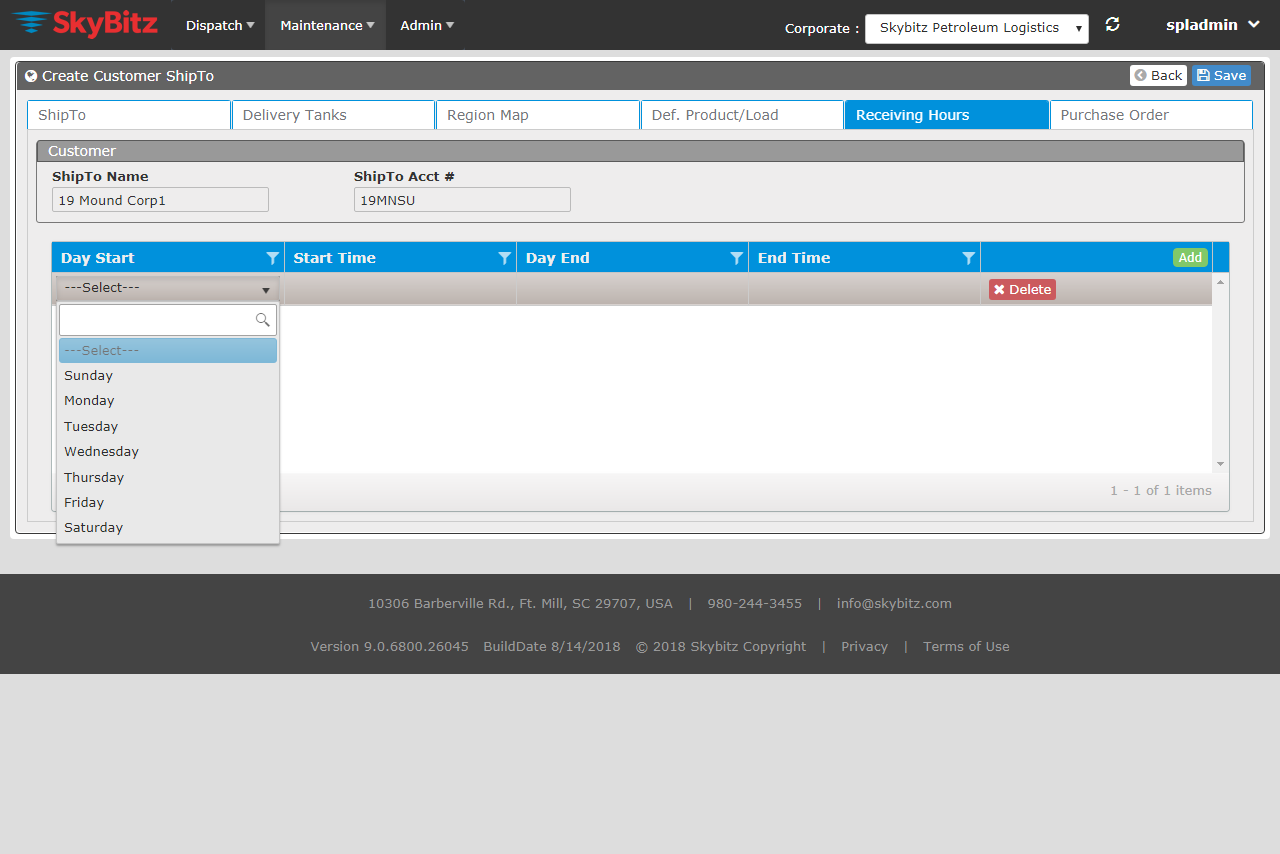 SkyBitz Dispatch Maintenance Admin Corporate : Skybitz Petroleum Logistics spladmin
Create Customer ShipTo Back Save
ShipTo Delivery Tanks Region Map Def. Product/Load Receiving Hours Purchase Order
Customer
ShipTo Name ShipTo Acct #
19 Mound Corp1 19MNSU
Day Start Start Time Day End End Time Add
---Select--- Delete
---Select---
Sunday
Monday
Tuesday
Wednesday
Thursday
1 - 1 of 1 items
Friday
Saturday
10306 Barberville Rd., Ft. Mill, SC 29707, USA | 980-244-3455 | info@skybitz.com
Version 9.0.6800.26045 BuildDate 8/14/2018 © 2018 Skybitz Copyright | Privacy | Terms of Use